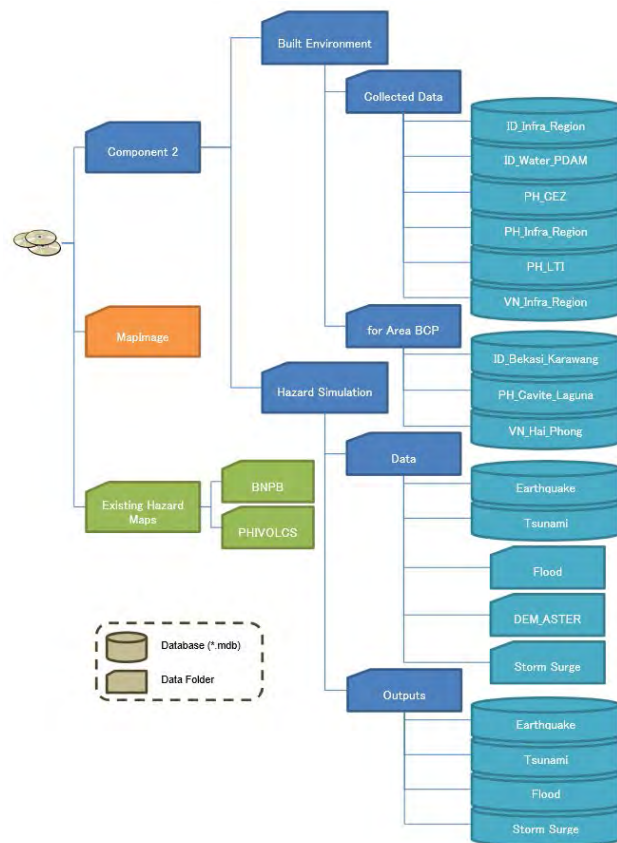 Built Environment
Collected Data
ID_Infra_Region
ID_Water_PDAM
PH_CEZ
PH_Infra_Region
PH_LTI
VN_Infra_Region
Component 2
for Area BCP
ID_Bekasi_Karawang
PH_Cavite_Laguna
VN_Hai_Phong
MapImage
Hazard Simulation
Data
Earthquake
Tsunami
Flood
DEM_ASTER
Storm Surge
Existing Hazard
Maps
BNPB
PHIVOLCS
Outputs
Earthquake
Tsunami
Flood
Storm Surge
Database (*.mdb)
Data Folder